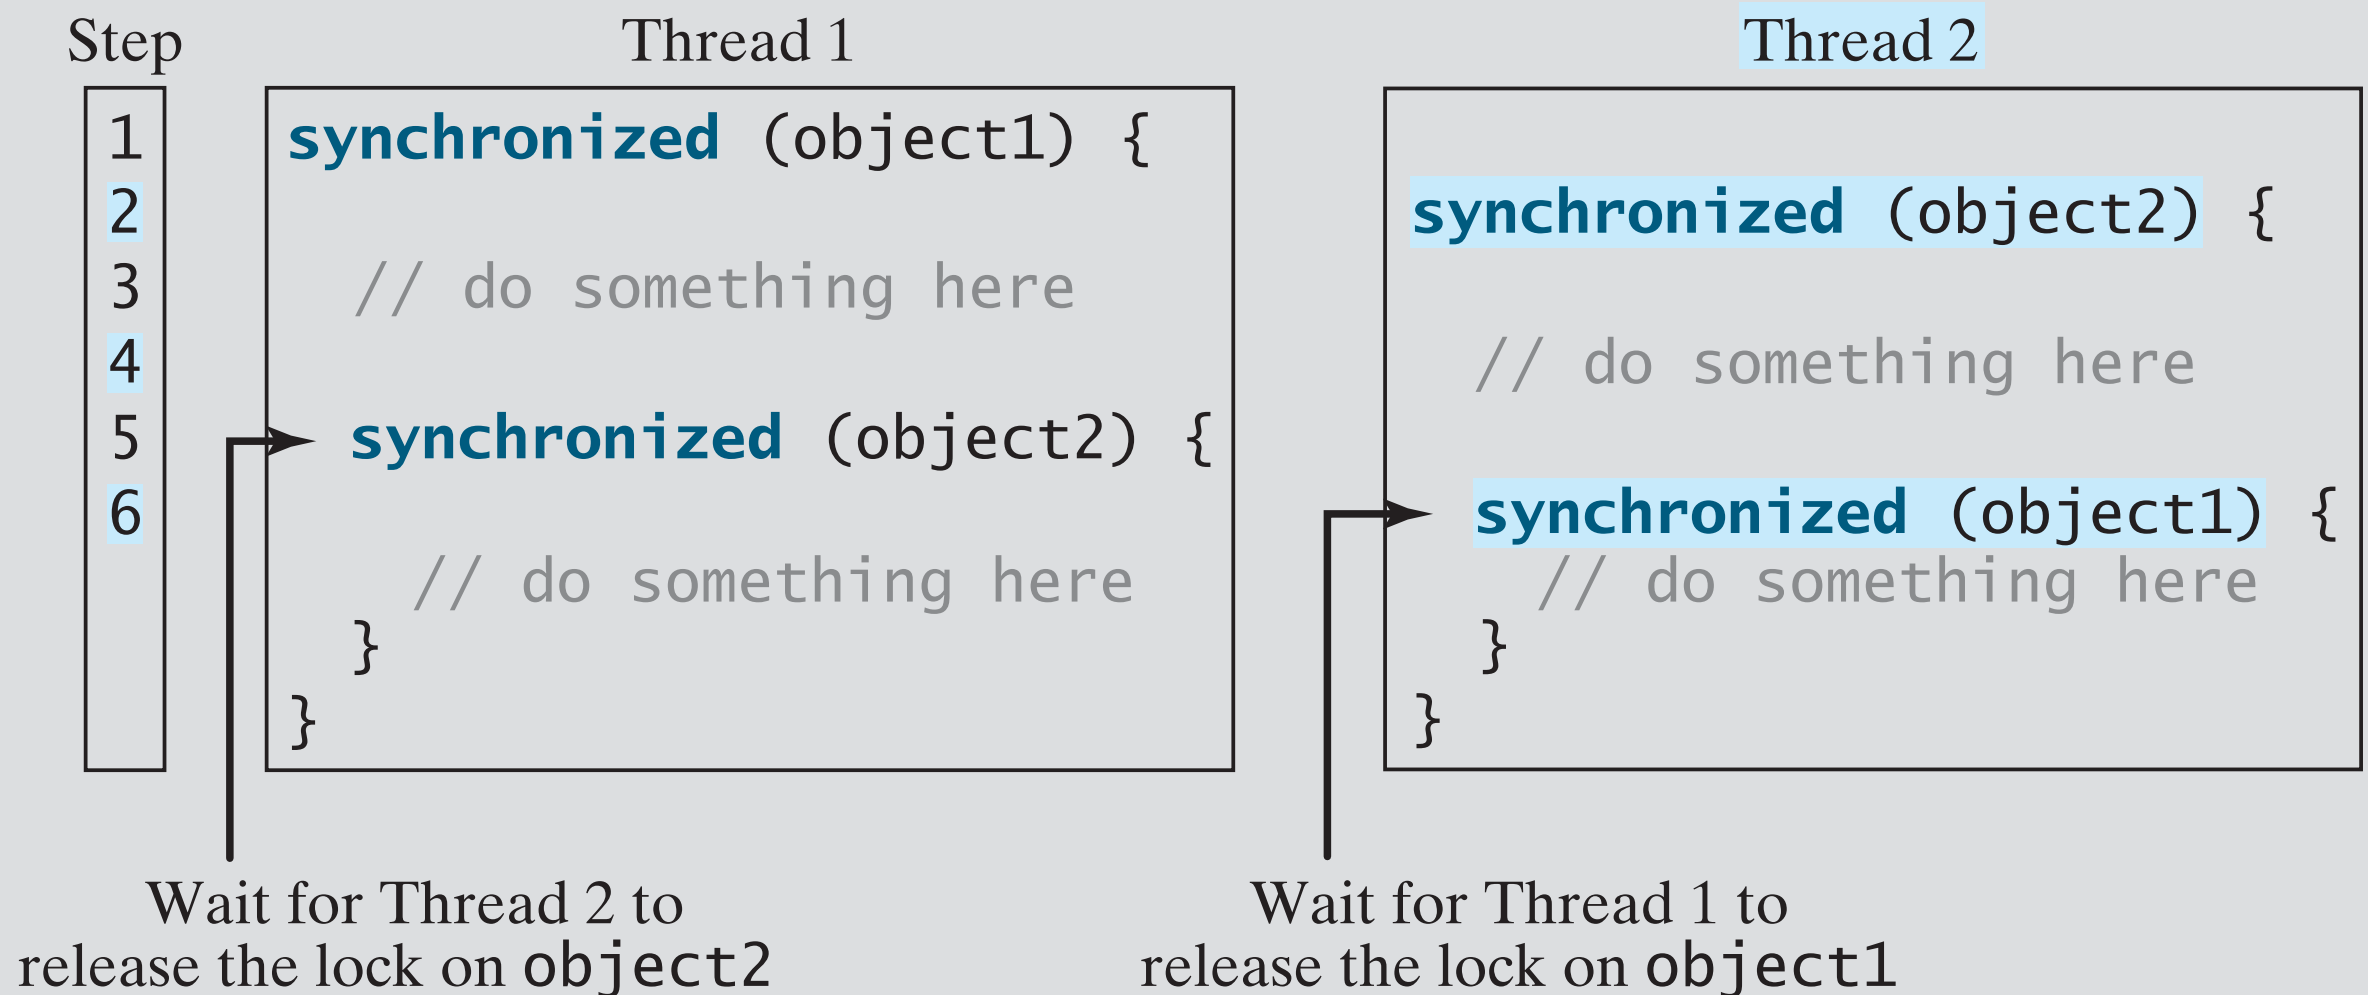 Step Thread 1 Thread 2
1 synchronized (object1) {
2 synchronized (object2) {
3 // do something here
4 // do something here
5 synchronized (object2) {
6 synchronized (object1) {
// do something here // do something here
} }
} }
Wait for Thread 2 to
release the lock on object2
Wait for Thread 1 to
release the lock on object1